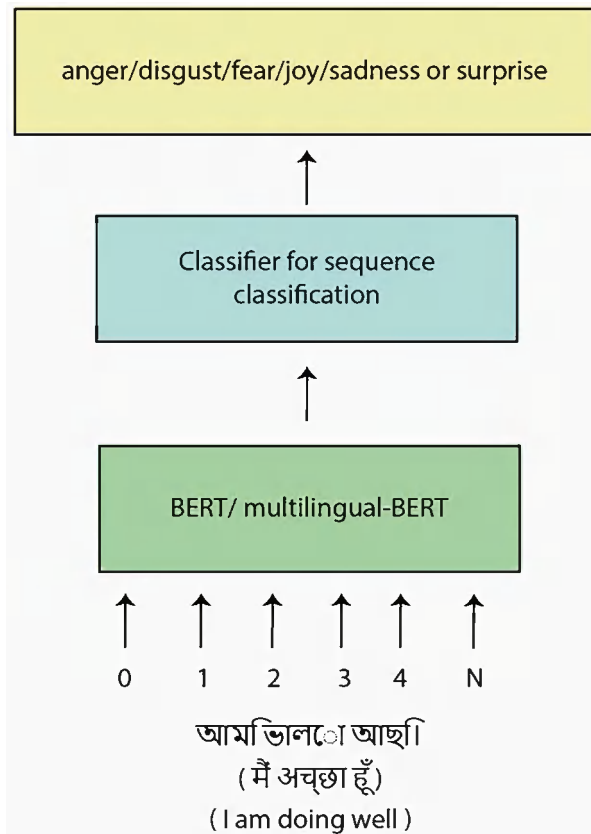 anger/disgust/fear/joy/sadness or surprise
Classifier for sequence
classification
BERT/ multilingual-BERT
0 1 2 3 4 N
আমি ভালো আছি।
( मैं अच्छा हूँ )
( I am doing well )